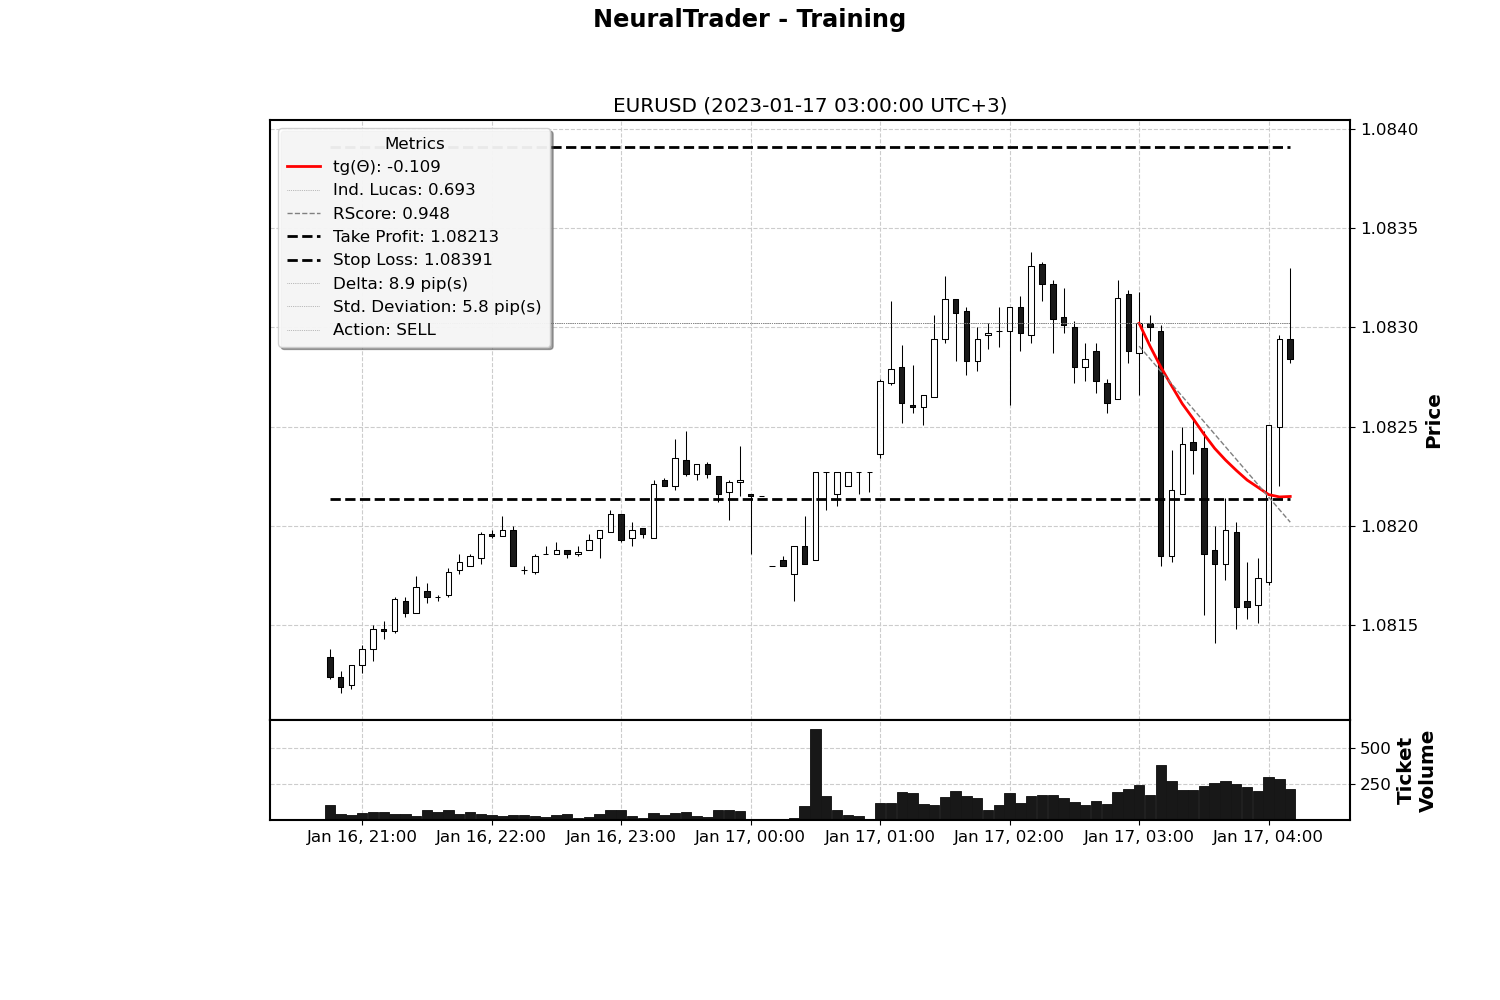 NeuralTrader - Training
EURUSD (2023-01-17 03:00:00 UTC+3)
Metrics
tg(Θ): -0.109
Ind. Lucas: 0.693
RScore: 0.948
Take Profit: 1.08213
Stop Loss: 1.08391
Delta: 8.9 pip(s)
Std. Deviation: 5.8 pip(s)
Action: SELL
1.0840
1.0835
1.0830
1.0825
1.0820
1.0815
Price
500
250
Ticket
Volume
Jan 16, 21:00
Jan 16, 22:00
Jan 16, 23:00
Jan 17, 00:00
Jan 17, 01:00
Jan 17, 02:00
Jan 17, 03:00
Jan 17, 04:00